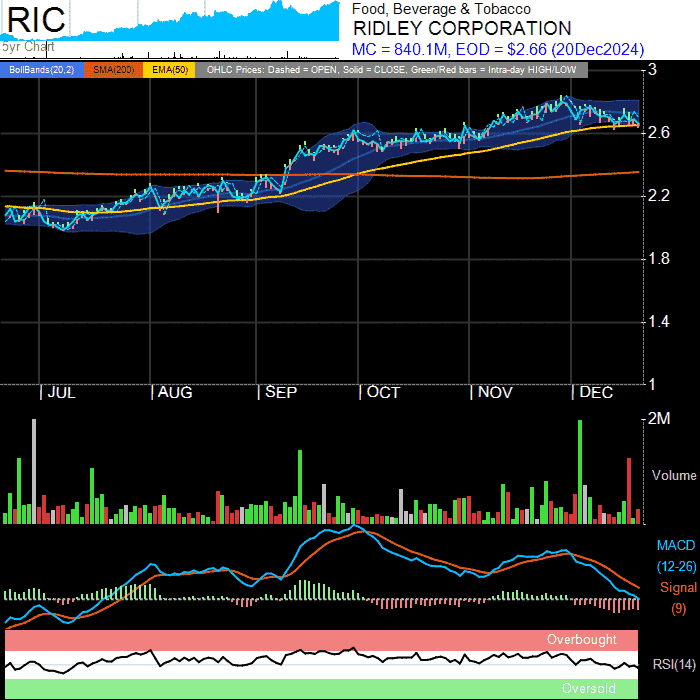 RIC
5yr Chart
Food, Beverage & Tobacco
RIDLEY CORPORATION
MC = 840.1M, EOD = $2.66 (20Dec2024)
BollBands(20,2) SMA(200) EMA(50) OHLC Prices: Dashed = OPEN, Solid = CLOSE, Green/Red bars = Intra-day HIGH/LOW
3
2.6
2.2
1.8
1.4
1
JUL AUG SEP OCT NOV DEC
2M
Volume
MACD
(12-26)
Signal
(9)
Overbought
RSI(14)
Oversold